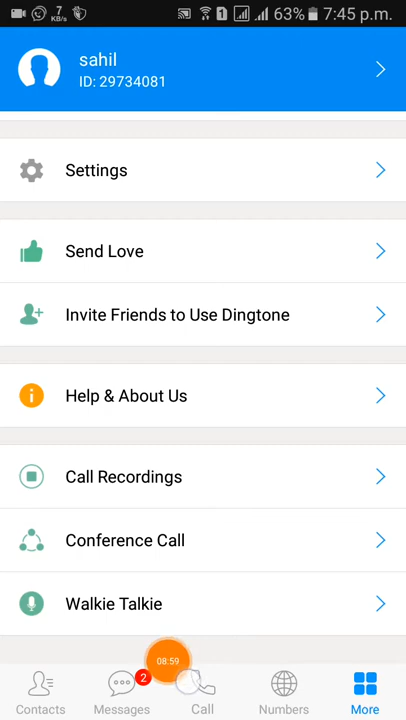 7
KB/s
1
63%
7:45 p.m.
sahil
ID: 29734081
Settings
Send Love
Invite Friends to Use Dingtone
Help & About Us
Call Recordings
Conference Call
Walkie Talkie
08:59
2
Contacts
Messages
Call
Numbers
More